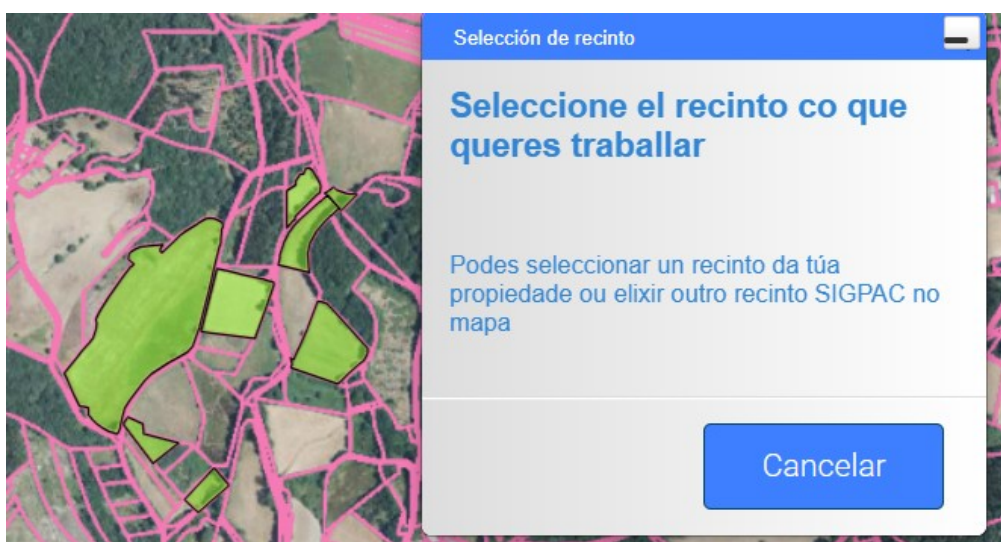 Selección de recinto
Seleccione el recinto co que
queres traballar
Podes seleccionar un recinto da túa
propiedade ou elixir outro recinto SIGPAC no
mapa
Cancelar